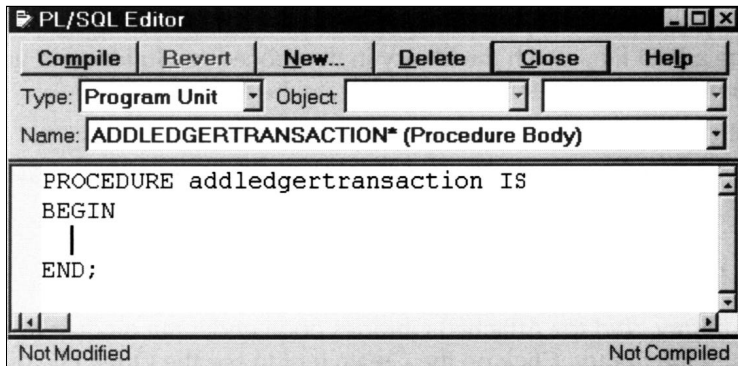 PL/SQL Editor
Compile Revert New... Delete Close Help
Type: Program Unit Object:
Name: ADDLEDGERTRANSACTION* (Procedure Body)
PROCEDURE addledgertransaction IS
BEGIN
END;
Not Modified Not Compiled